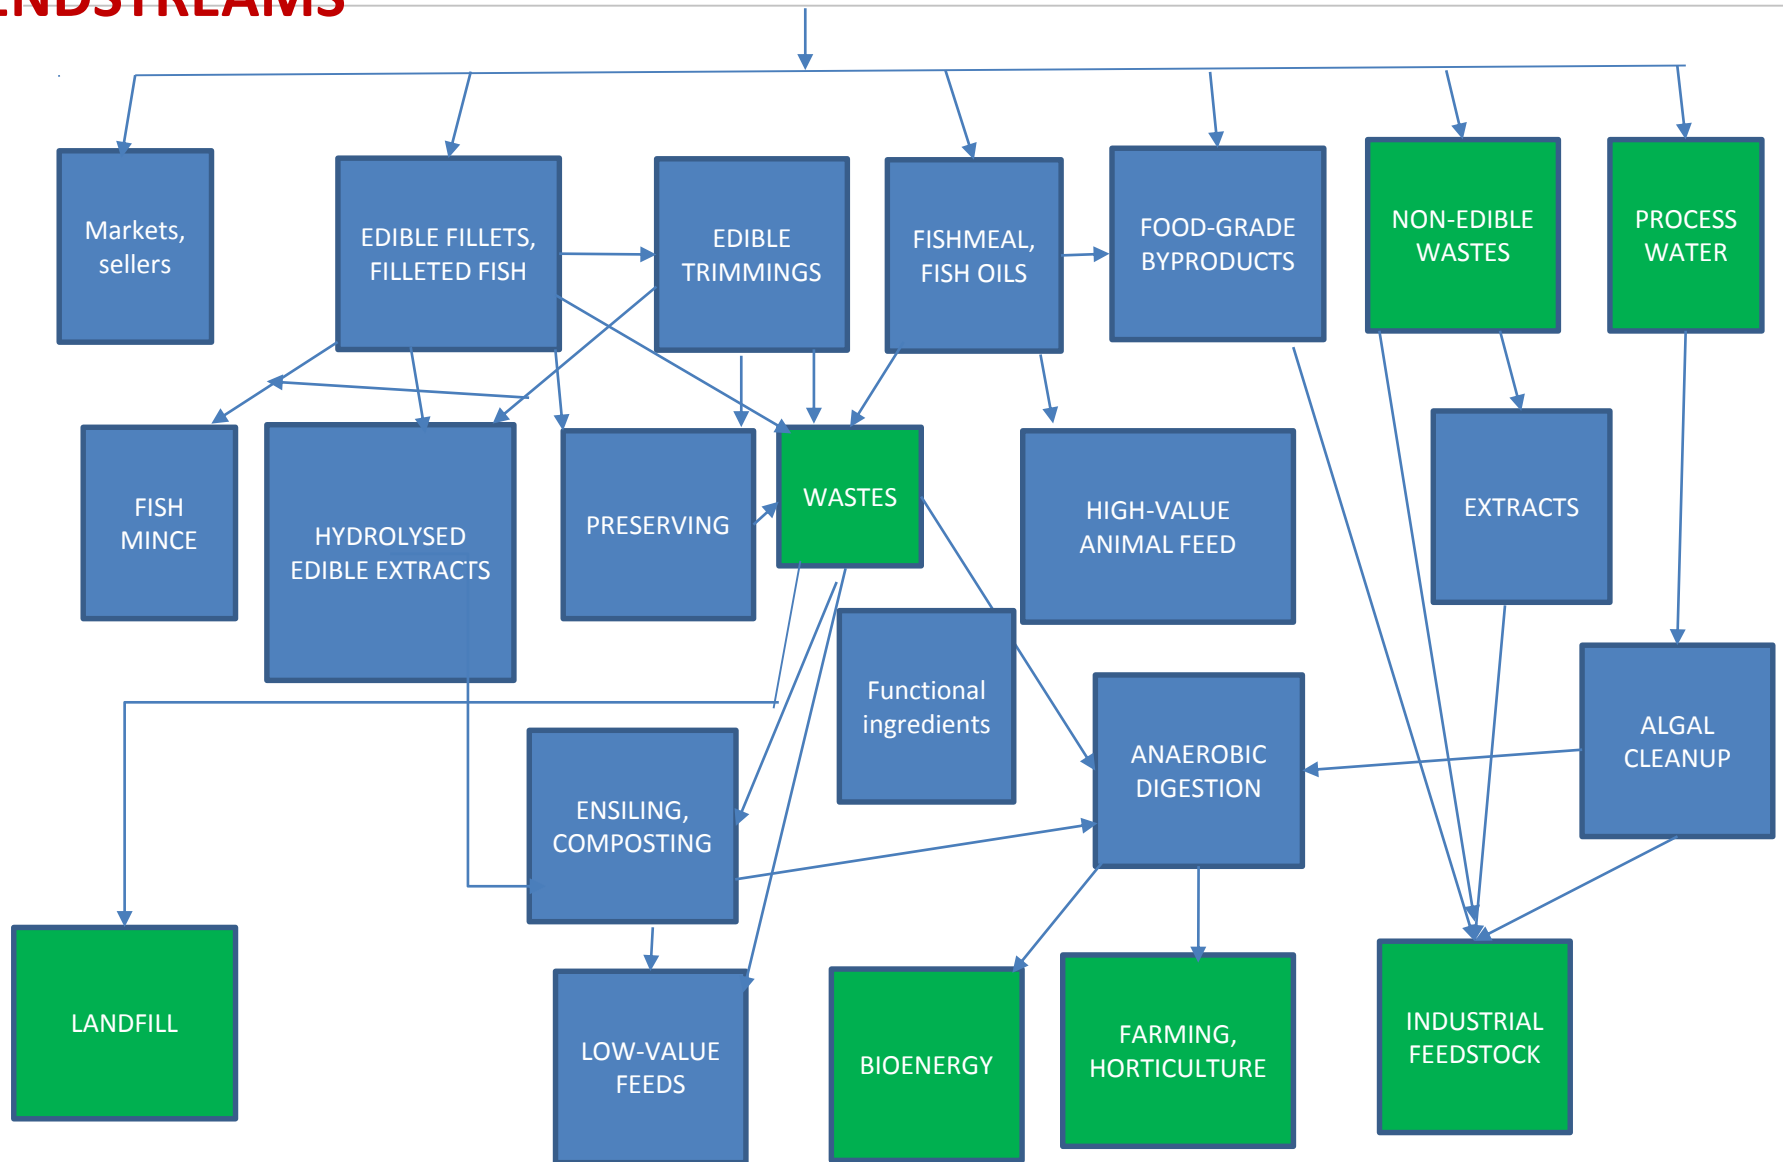 ENDSTREAMS
Markets,
sellers
EDIBLE FILLETS,
FILLETED FISH
EDIBLE
TRIMMINGS
FISHMEAL,
FISH OILS
FOOD-GRADE
BYPRODUCTS
NON-EDIBLE
WASTES
PROCESS
WATER
FISH
MINCE
HYDROLYSED
EDIBLE EXTRACTS
PRESERVING
WASTES
HIGH-VALUE
ANIMAL FEED
EXTRACTS
Functional
ingredients
ENSILING,
COMPOSTING
ANAEROBIC
DIGESTION
ALGAL
CLEANUP
LANDFILL
LOW-VALUE
FEEDS
BIOENERGY
FARMING,
HORTICULTURE
INDUSTRIAL
FEEDSTOCK